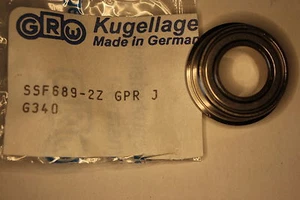 GRW
Kugellage
Made in German
SSF689-2Z GPR J
G340